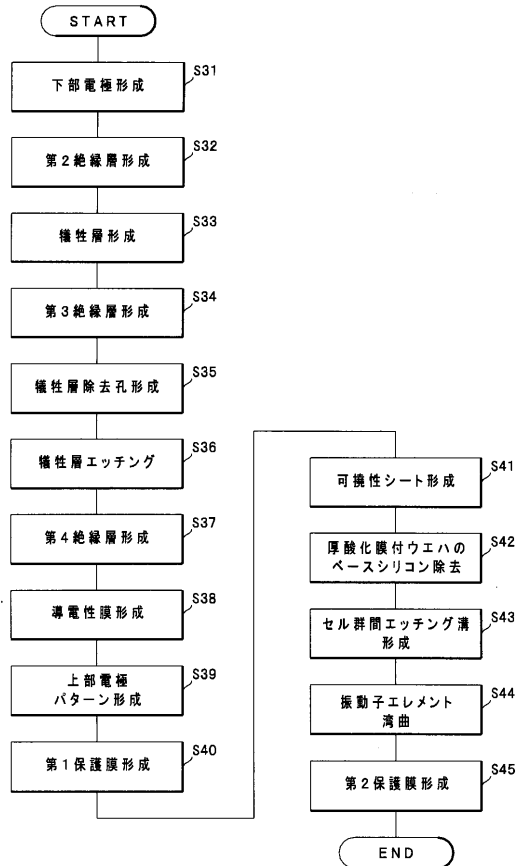 START
下部電極形成
S31
第2絶縁層形成
S32
犠牲層形成
S33
第3絶縁層形成
S34
犠牲層除去孔形成
S35
犠牲層エッチング
S36
第4絶縁層形成
S37
導電性膜形成
S38
上部電極
パターン形成
S39
第1保護膜形成
S40
可撓性シート形成
S41
厚酸化膜付ウエハの
ベースシリコン除去
S42
セル群間エッチング溝
形成
S43
振動子エレメント
湾曲
S44
第2保護膜形成
S45
END